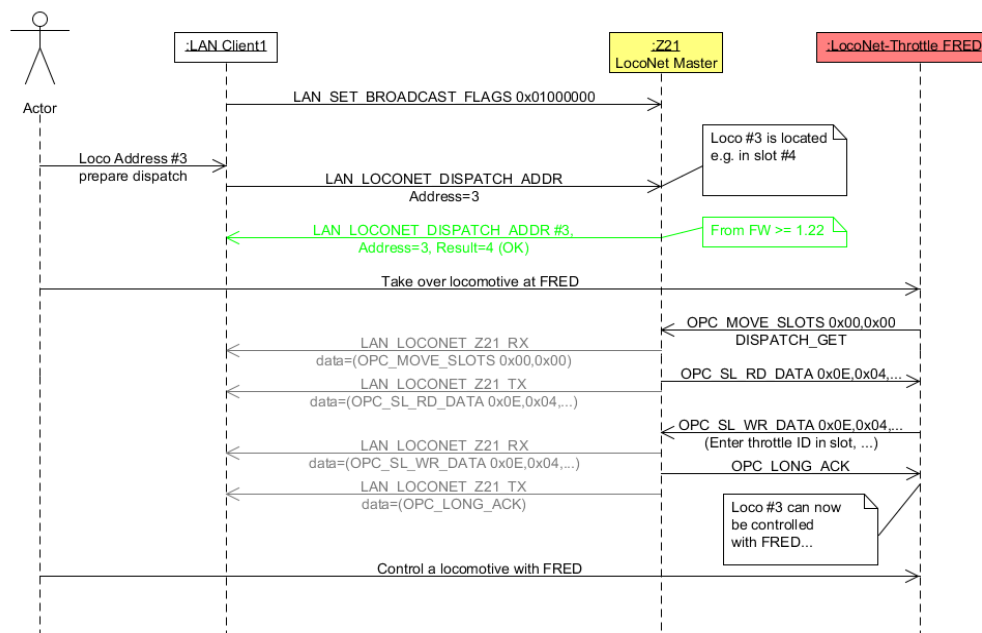 :LAN Client1
:Z21
LocoNet Master
:LocoNet-Throttle FRED
Actor
LAN_SET_BROADCAST_FLAGS 0x01000000
Loco #3 is located
e.g. in slot #4
Loco Address #3
prepare dispatch
LAN_LOCONET_DISPATCH_ADDR
Address=3
LAN_LOCONET_DISPATCH_ADDR #3,
Address=3, Result=4 (OK)
From FW >= 1.22
Take over locomotive at FRED
OPC_MOVE_SLOTS 0x00,0x00
DISPATCH_GET
LAN_LOCONET_Z21_RX
data=(OPC_MOVE_SLOTS 0x00,0x00)
OPC_SL_RD_DATA 0x0E,0x04,...
LAN_LOCONET_Z21_TX
data=(OPC_SL_RD_DATA 0x0E,0x04,...)
OPC_SL_WR_DATA 0x0E,0x04,...
(Enter throttle ID in slot, ...)
LAN_LOCONET_Z21_RX
data=(OPC_SL_WR_DATA 0x0E,0x04,...)
OPC_LONG_ACK
LAN_LOCONET_Z21_TX
data=(OPC_LONG_ACK)
Loco #3 can now
be controlled
with FRED...
Control a locomotive with FRED